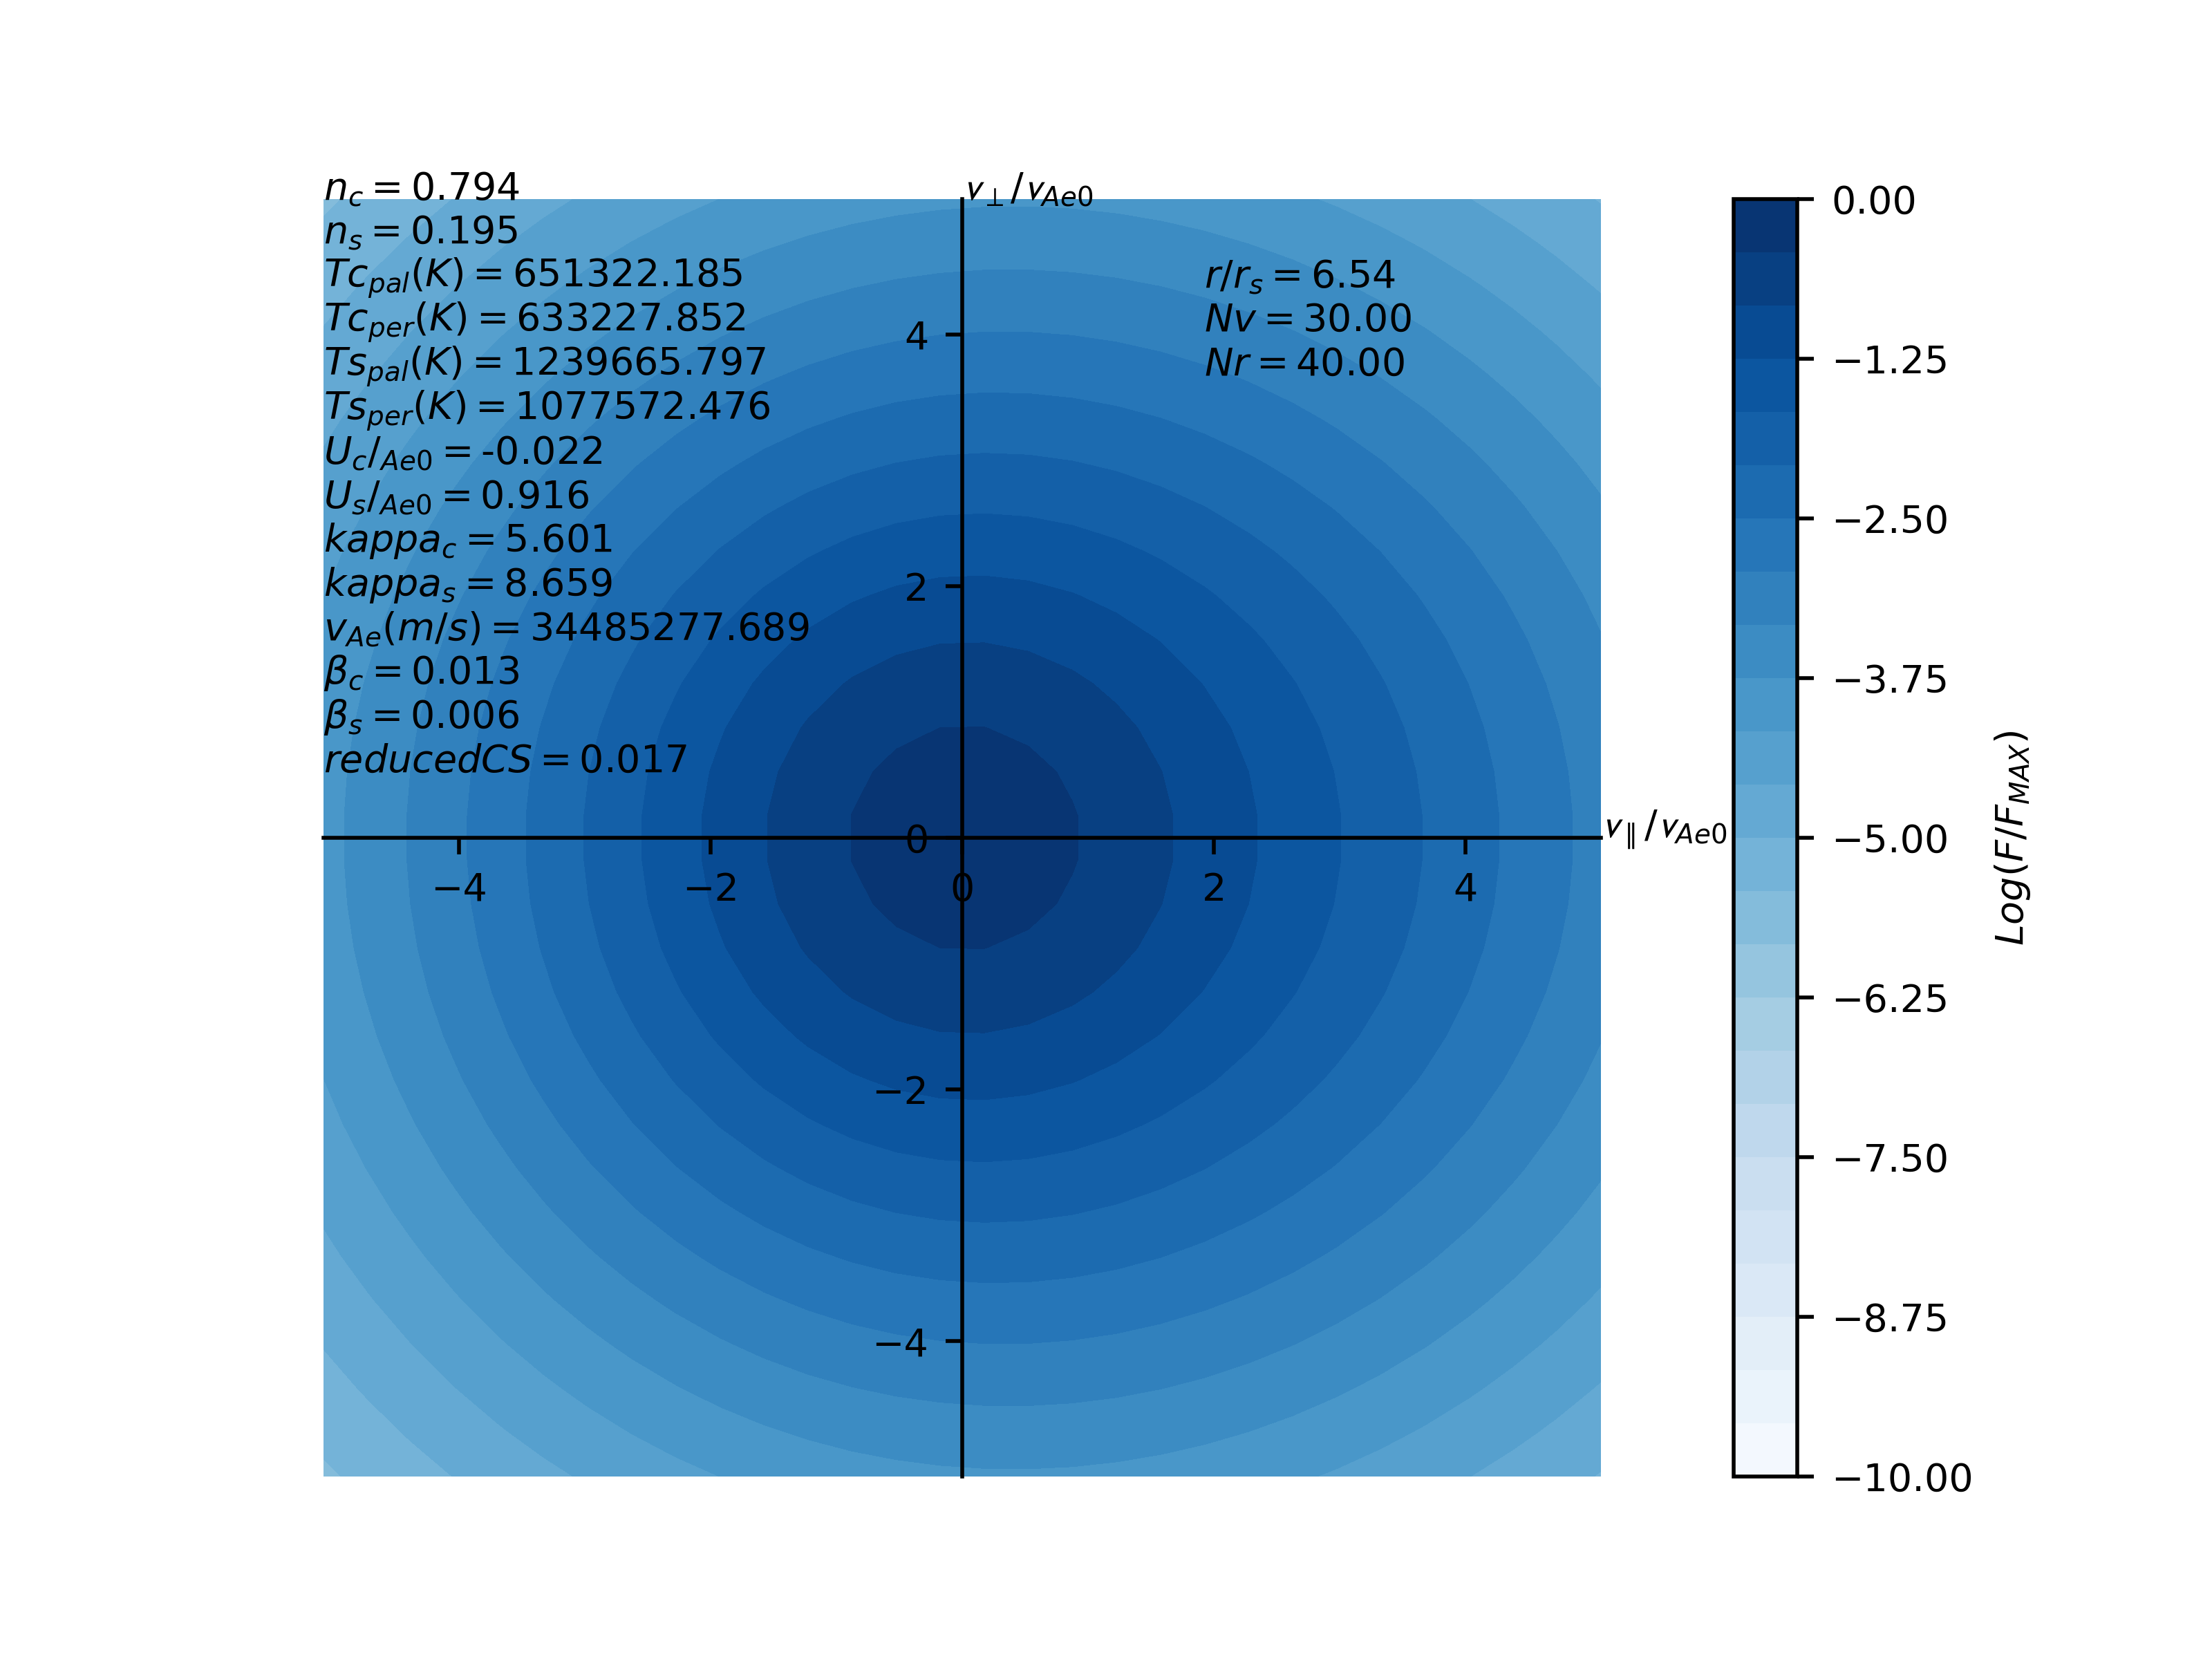 n_c = 0.794
n_s = 0.195
Tc_pal(K) = 651322.185
Tc_per(K) = 633227.852
Ts_pal(K) = 1239665.797
Ts_per(K) = 1077572.476
U_c/_Ae0 = -0.022
U_s/_Ae0 = 0.916
kappa_c = 5.601
kappa_s = 8.659
v_Ae(m/s) = 34485277.689
β_c = 0.013
β_s = 0.006
reducedCS = 0.017
v_⊥/v_Ae0
r/r_s = 6.54
Nv = 30.00
Nr = 40.00
4
2
0
−2
−4
−4 −2 0 2 4
v_∥/v_Ae0
0.00
−1.25
−2.50
−3.75
−5.00
−6.25
−7.50
−8.75
−10.00
Log(F/F_MAX)